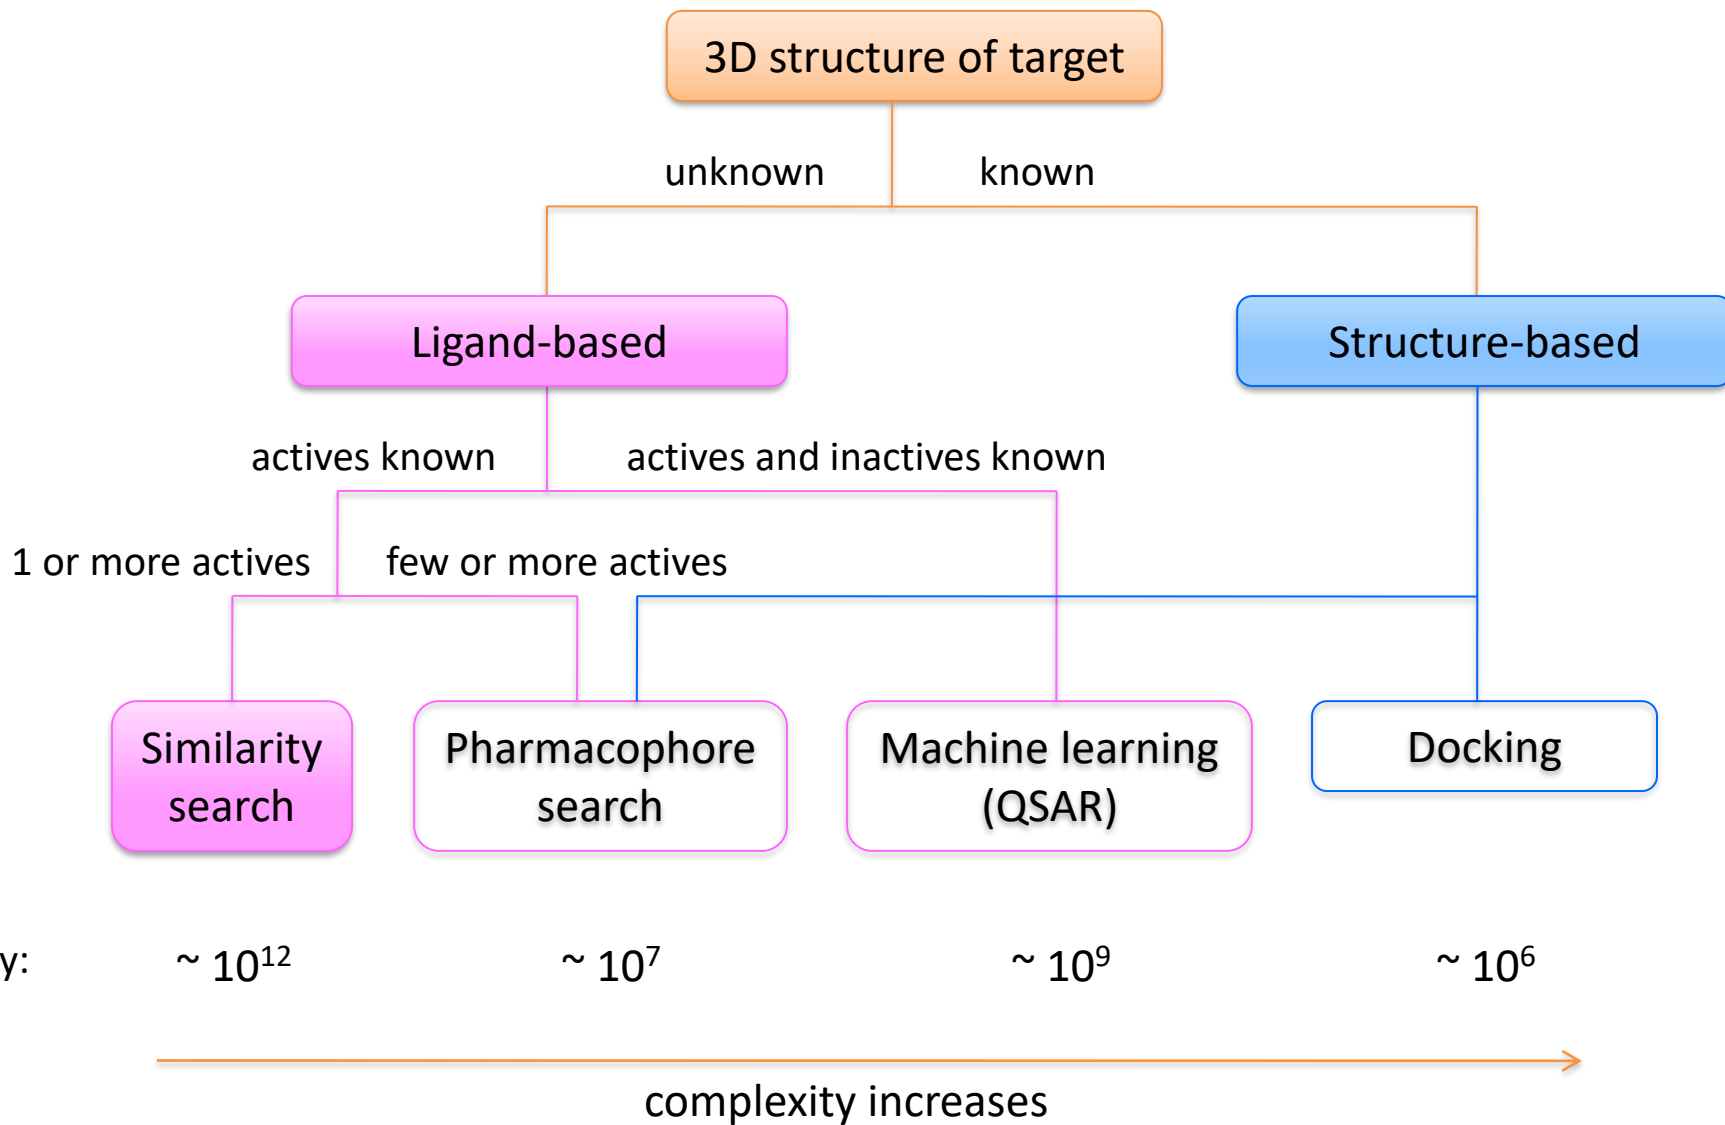 3D structure of target
unknown
known
Ligand-based
Structure-based
actives known
actives and inactives known
1 or more actives
few or more actives
Similarity
search
Pharmacophore
search
Machine learning
(QSAR)
Docking
y:
~ 10¹²
~ 10⁷
~ 10⁹
~ 10⁶
complexity increases